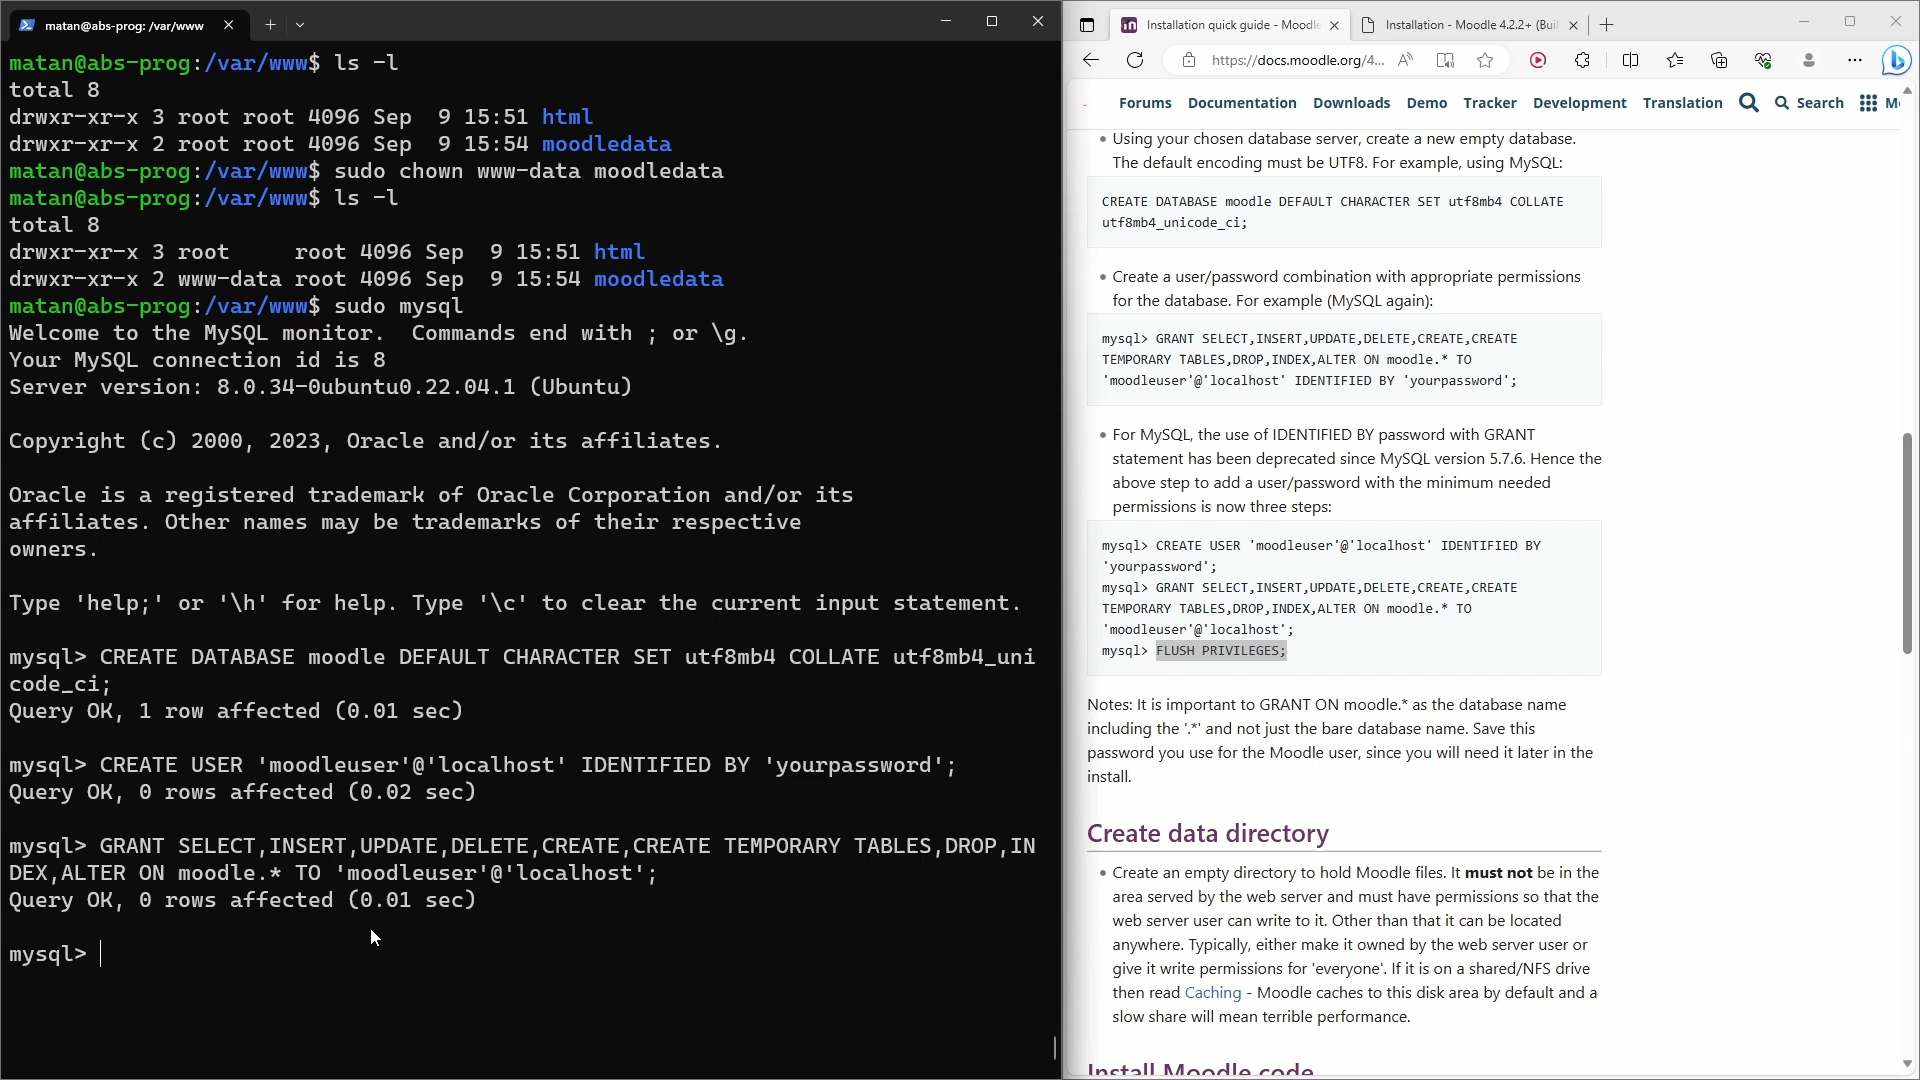 matan@abs-prog: /var/www
matan@abs-prog:/var/www$ ls -l
total 8
drwxr-xr-x 3 root root 4096 Sep  9 15:51 html
drwxr-xr-x 2 root root 4096 Sep  9 15:54 moodledata
matan@abs-prog:/var/www$ sudo chown www-data moodledata
matan@abs-prog:/var/www$ ls -l
total 8
drwxr-xr-x 3 root     root 4096 Sep  9 15:51 html
drwxr-xr-x 2 www-data root 4096 Sep  9 15:54 moodledata
matan@abs-prog:/var/www$ sudo mysql
Welcome to the MySQL monitor.  Commands end with ; or \g.
Your MySQL connection id is 8
Server version: 8.0.34-0ubuntu0.22.04.1 (Ubuntu)
Copyright (c) 2000, 2023, Oracle and/or its affiliates.
Oracle is a registered trademark of Oracle Corporation and/or its
affiliates. Other names may be trademarks of their respective
owners.
Type 'help;' or '\h' for help. Type '\c' to clear the current input statement.
mysql> CREATE DATABASE moodle DEFAULT CHARACTER SET utf8mb4 COLLATE utf8mb4_uni
code_ci;
Query OK, 1 row affected (0.01 sec)
mysql> CREATE USER 'moodleuser'@'localhost' IDENTIFIED BY 'yourpassword';
Query OK, 0 rows affected (0.02 sec)
mysql> GRANT SELECT,INSERT,UPDATE,DELETE,CREATE,CREATE TEMPORARY TABLES,DROP,IN
DEX,ALTER ON moodle.* TO 'moodleuser'@'localhost';
Query OK, 0 rows affected (0.01 sec)
mysql>
Installation quick guide - Moodle
Installation - Moodle 4.2.2+ (Buil
https://docs.moodle.org/4...
Forums Documentation Downloads Demo Tracker Development Translation Search
• Using your chosen database server, create a new empty database.
The default encoding must be UTF8. For example, using MySQL:
CREATE DATABASE moodle DEFAULT CHARACTER SET utf8mb4 COLLATE
utf8mb4_unicode_ci;
• Create a user/password combination with appropriate permissions
for the database. For example (MySQL again):
mysql> GRANT SELECT,INSERT,UPDATE,DELETE,CREATE,CREATE
TEMPORARY TABLES,DROP,INDEX,ALTER ON moodle.* TO
'moodleuser'@'localhost' IDENTIFIED BY 'yourpassword';
• For MySQL, the use of IDENTIFIED BY password with GRANT
statement has been deprecated since MySQL version 5.7.6. Hence the
above step to add a user/password with the minimum needed
permissions is now three steps:
mysql> CREATE USER 'moodleuser'@'localhost' IDENTIFIED BY
'yourpassword';
mysql> GRANT SELECT,INSERT,UPDATE,DELETE,CREATE,CREATE
TEMPORARY TABLES,DROP,INDEX,ALTER ON moodle.* TO
'moodleuser'@'localhost';
mysql> FLUSH PRIVILEGES;
Notes: It is important to GRANT ON moodle.* as the database name
including the '.*' and not just the bare database name. Save this
password you use for the Moodle user, since you will need it later in the
install.
Create data directory
• Create an empty directory to hold Moodle files. It must not be in the
area served by the web server and must have permissions so that the
web server user can write to it. Other than that it can be located
anywhere. Typically, either make it owned by the web server user or
give it write permissions for 'everyone'. If it is on a shared/NFS drive
then read Caching - Moodle caches to this disk area by default and a
slow share will mean terrible performance.
Install Moodle code